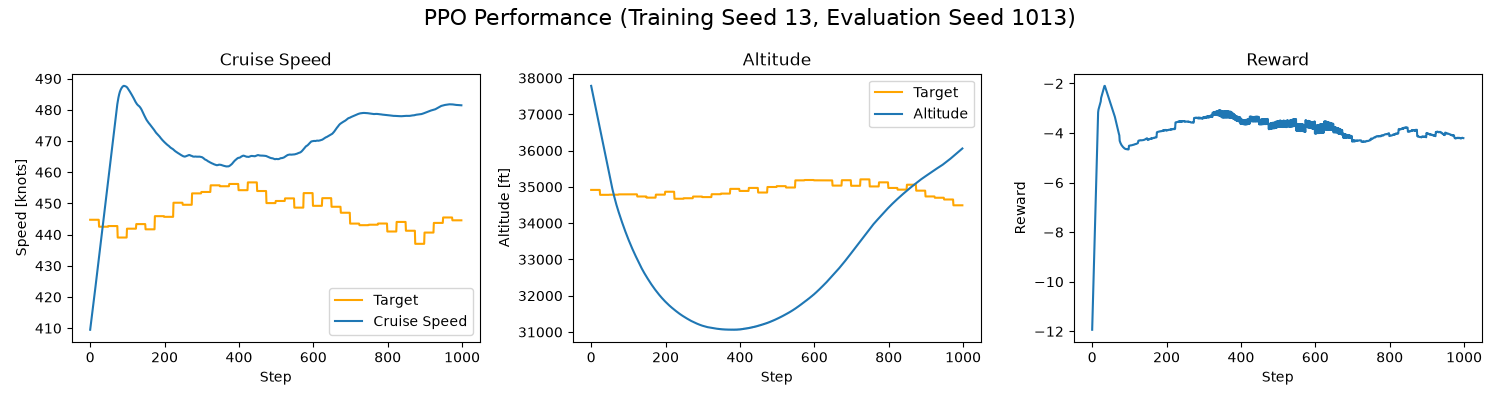 PPO Performance (Training Seed 13, Evaluation Seed 1013)
Cruise Speed
Speed [knots]
490
480
470
460
450
440
430
420
410
Target
Cruise Speed
0 200 400 600 800 1000
Step
Altitude
Altitude [ft]
38000
37000
36000
35000
34000
33000
32000
31000
Target
Altitude
0 200 400 600 800 1000
Step
Reward
Reward
−2
−4
−6
−8
−10
−12
0 200 400 600 800 1000
Step